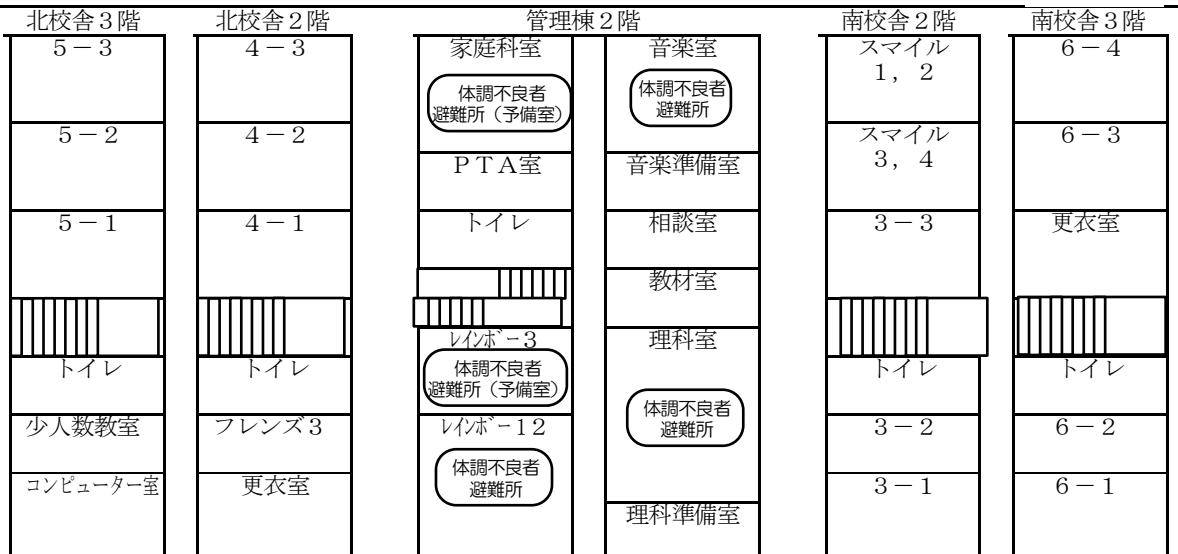 北校舎3階
5－3
5－2
5－1
トイレ
少人数教室
コンピューター室
北校舎2階
4－3
4－2
4－1
トイレ
フレンズ3
更衣室
管理棟2階
家庭科室
体調不良者
避難所（予備室）
ＰＴＡ室
トイレ
ﾚｲﾝﾎﾞｰ3
体調不良者
避難所（予備室）
ﾚｲﾝﾎﾞｰ12
体調不良者
避難所
音楽室
体調不良者
避難所
音楽準備室
相談室
教材室
理科室
体調不良者
避難所
理科準備室
南校舎2階
スマイル
1，2
スマイル
3，4
3－3
トイレ
3－2
3－1
南校舎3階
6－4
6－3
更衣室
トイレ
6－2
6－1